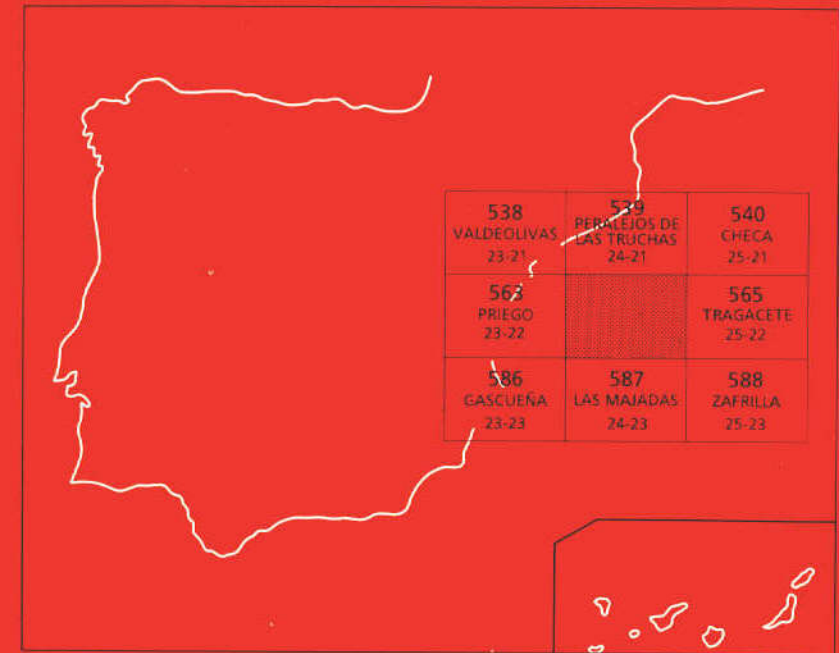 538
VALDEOLIVAS
23-21
539
PERALEJOS DE
LAS TRUCHAS
24-21
540
CHECA
25-21
563
PRIEGO
23-22
565
TRAGACETE
25-22
586
GASCUEÑA
23-23
587
LAS MAJADAS
24-23
588
ZAFRILLA
25-23